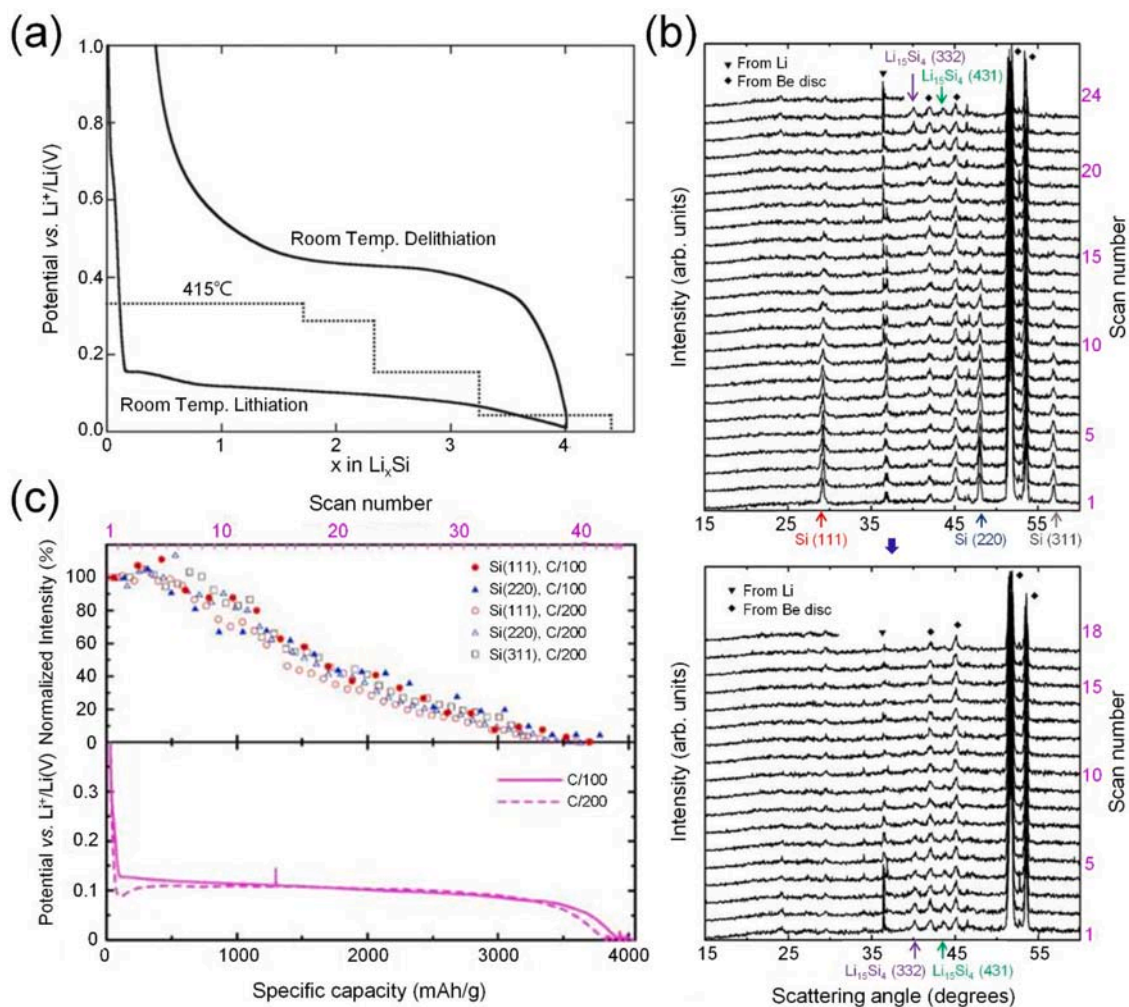 (a)
1.0
0.8
0.6
0.4
0.2
0.0
Potential vs. Li⁺/Li(V)
Room Temp. Delithiation
415℃
Room Temp. Lithiation
0
1
2
3
4
x in LiₓSi
(b)
▼ From Li
◆ From Be disc
Li₁₅Si₄ (332)
Li₁₅Si₄ (431)
Intensity (arb. units)
24
20
15
10
5
1
Scan number
15
25
35
45
55
Si (111)
Si (220)
Si (311)
▼ From Li
◆ From Be disc
Intensity (arb. units)
18
15
10
5
1
Scan number
15
25
35
45
55
Li₁₅Si₄ (332)
Li₁₅Si₄ (431)
Scattering angle (degrees)
(c)
Scan number
1
10
20
30
40
Normalized Intensity (%)
100
80
60
40
20
0
Si(111), C/100
Si(220), C/100
Si(111), C/200
Si(220), C/200
Si(311), C/200
Potential vs. Li⁺/Li(V)
0.3
0.2
0.1
0
C/100
C/200
0
1000
2000
3000
4000
Specific capacity (mAh/g)